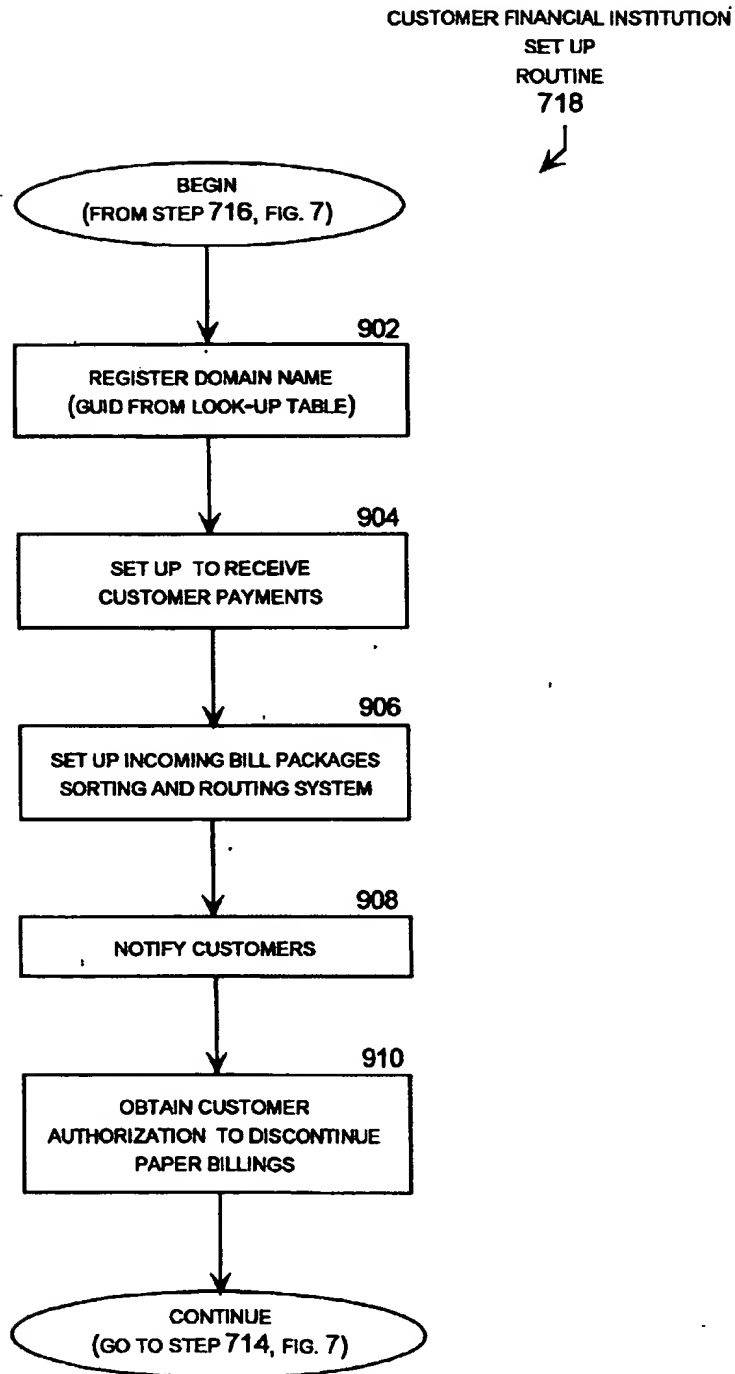 CUSTOMER FINANCIAL INSTITUTION
SET UP
ROUTINE
718
BEGIN
(FROM STEP 716, FIG. 7)
902
REGISTER DOMAIN NAME
(GUID FROM LOOK-UP TABLE)
904
SET UP TO RECEIVE
CUSTOMER PAYMENTS
906
SET UP INCOMING BILL PACKAGES
SORTING AND ROUTING SYSTEM
908
NOTIFY CUSTOMERS
910
OBTAIN CUSTOMER
AUTHORIZATION TO DISCONTINUE
PAPER BILLINGS
CONTINUE
(GO TO STEP 714, FIG. 7)